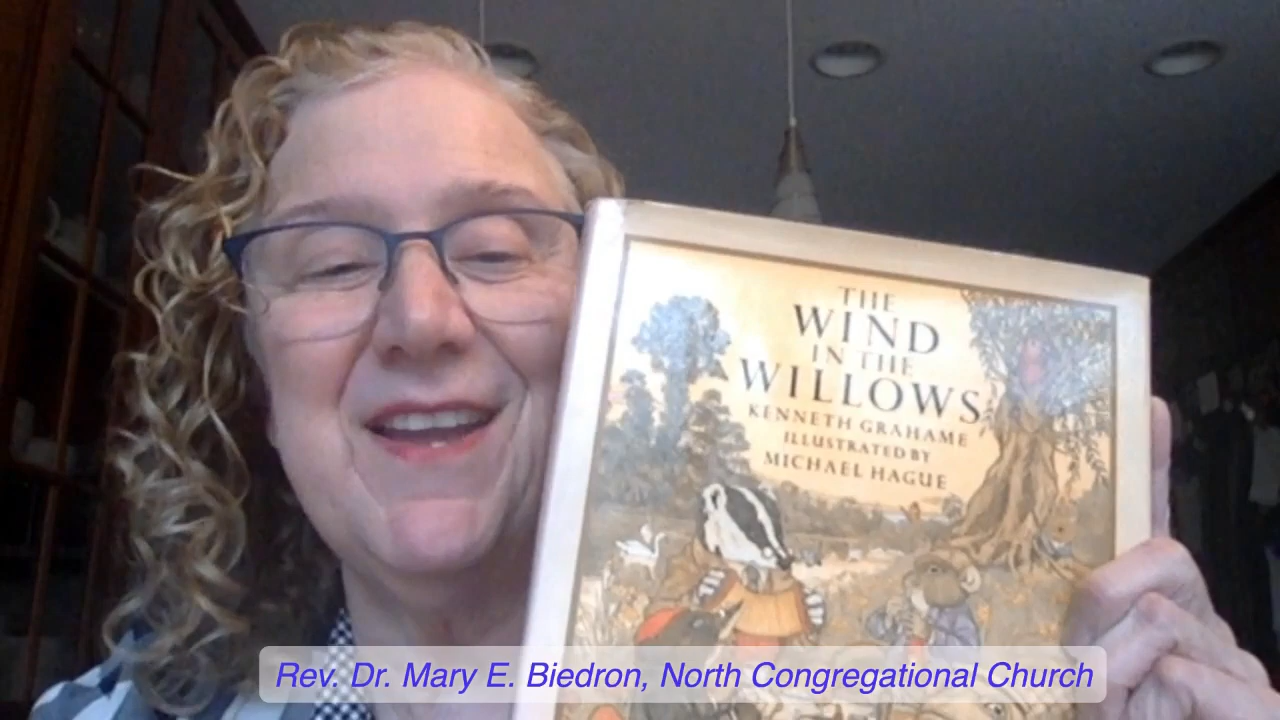 THE
WIND
IN THE
WILLOWS
KENNETH GRAHAME
ILLUSTRATED BY
MICHAEL HAGUE
Rev. Dr. Mary E. Biedron, North Congregational Church